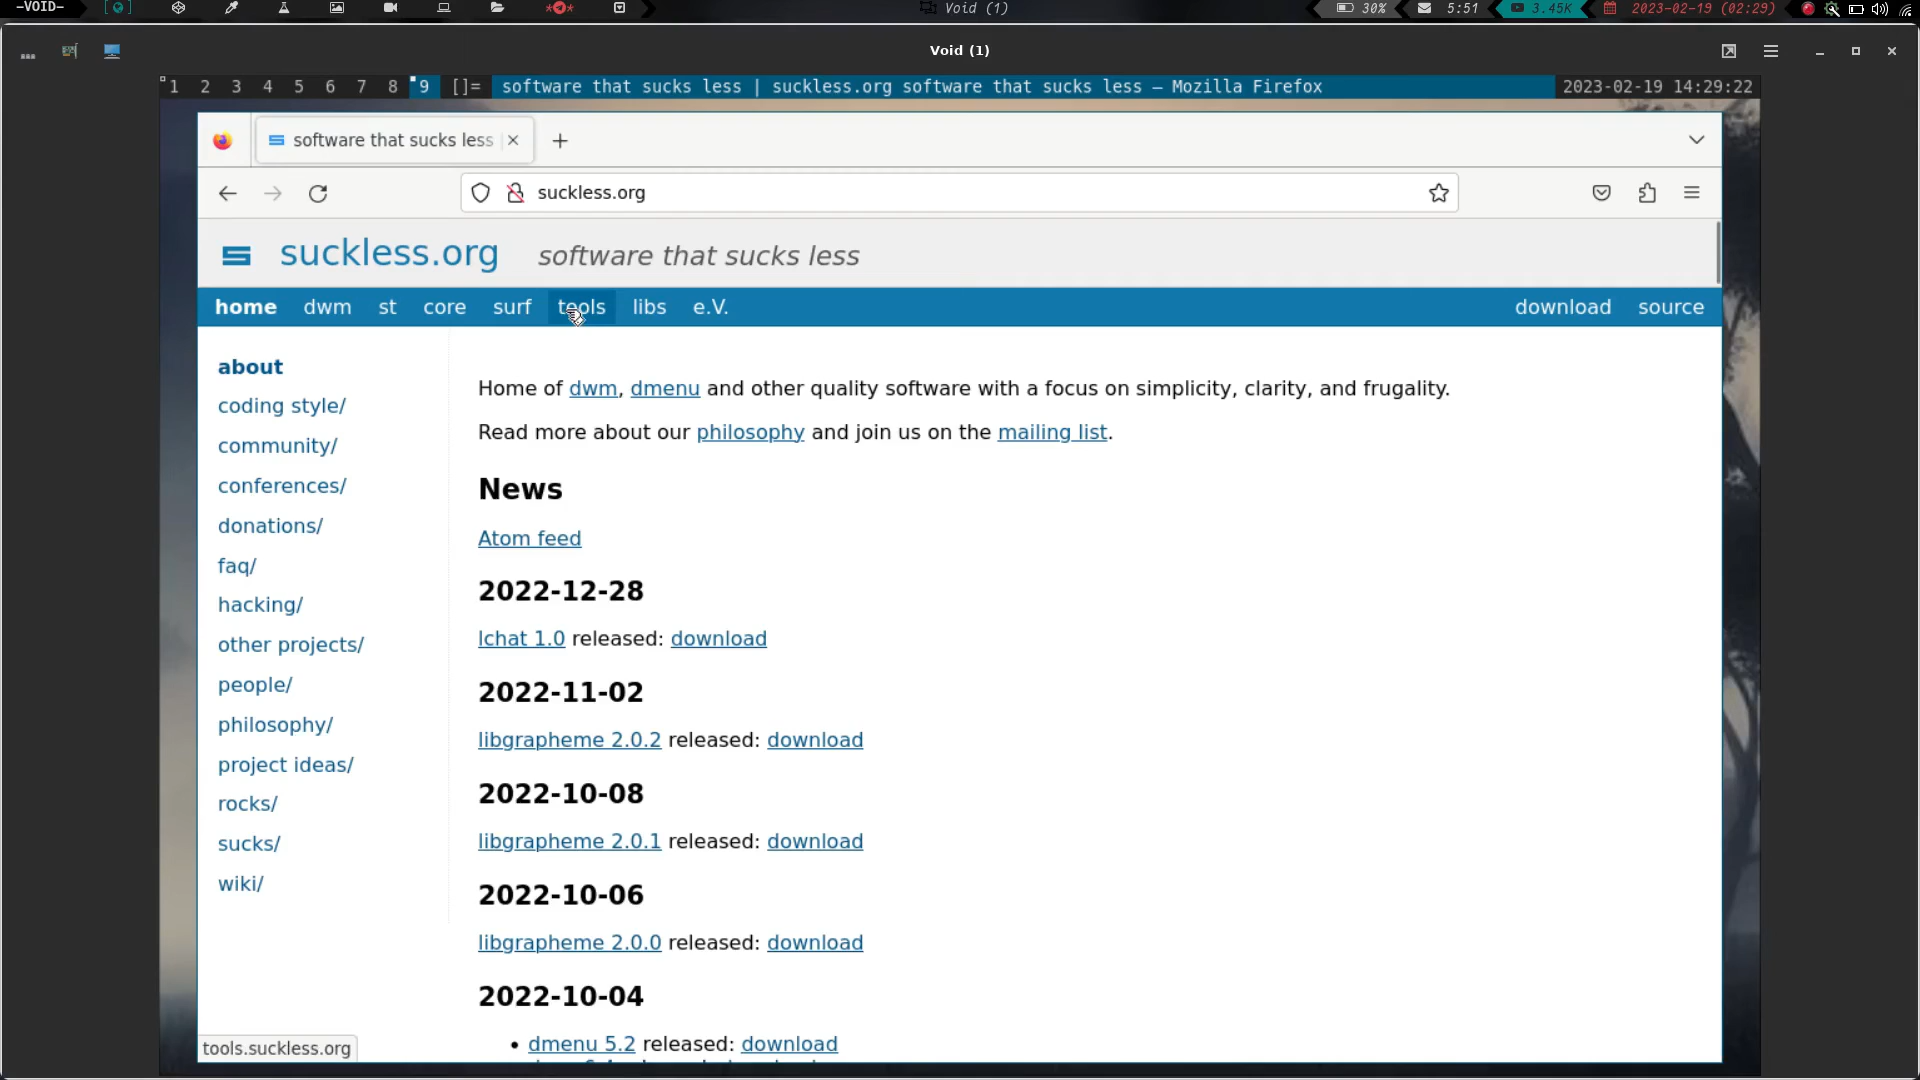 -VOID-
Void (1)
30%
5:51
3.45K
2023-02-19 (02:29)
Void (1)
1 2 3 4 5 6 7 8 9 []= software that sucks less | suckless.org software that sucks less — Mozilla Firefox 2023-02-19 14:29:22
software that sucks less
suckless.org
suckless.org software that sucks less
home dwm st core surf tools libs e.V. download source
about
coding style/
community/
conferences/
donations/
faq/
hacking/
other projects/
people/
philosophy/
project ideas/
rocks/
sucks/
wiki/
Home of dwm, dmenu and other quality software with a focus on simplicity, clarity, and frugality.
Read more about our philosophy and join us on the mailing list.
News
Atom feed
2022-12-28
lchat 1.0 released: download
2022-11-02
libgrapheme 2.0.2 released: download
2022-10-08
libgrapheme 2.0.1 released: download
2022-10-06
libgrapheme 2.0.0 released: download
2022-10-04
• dmenu 5.2 released: download
tools.suckless.org